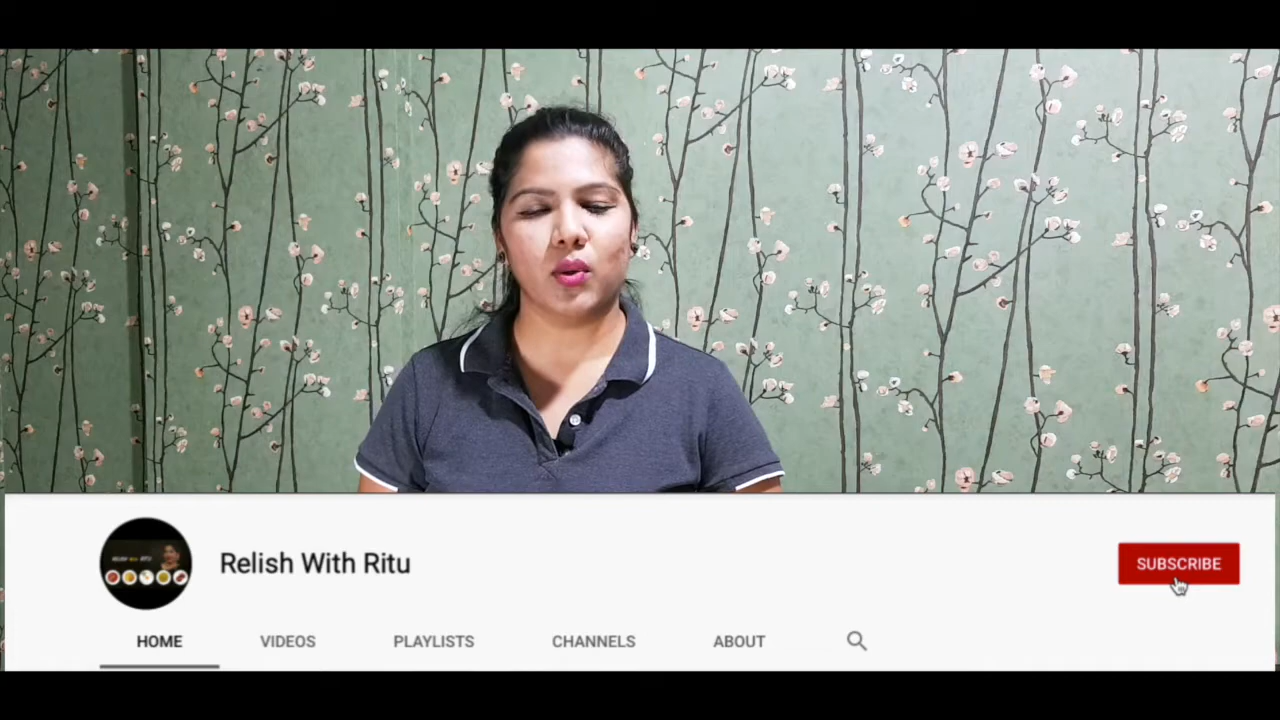 Relish With Ritu
SUBSCRIBE
HOME VIDEOS PLAYLISTS CHANNELS ABOUT